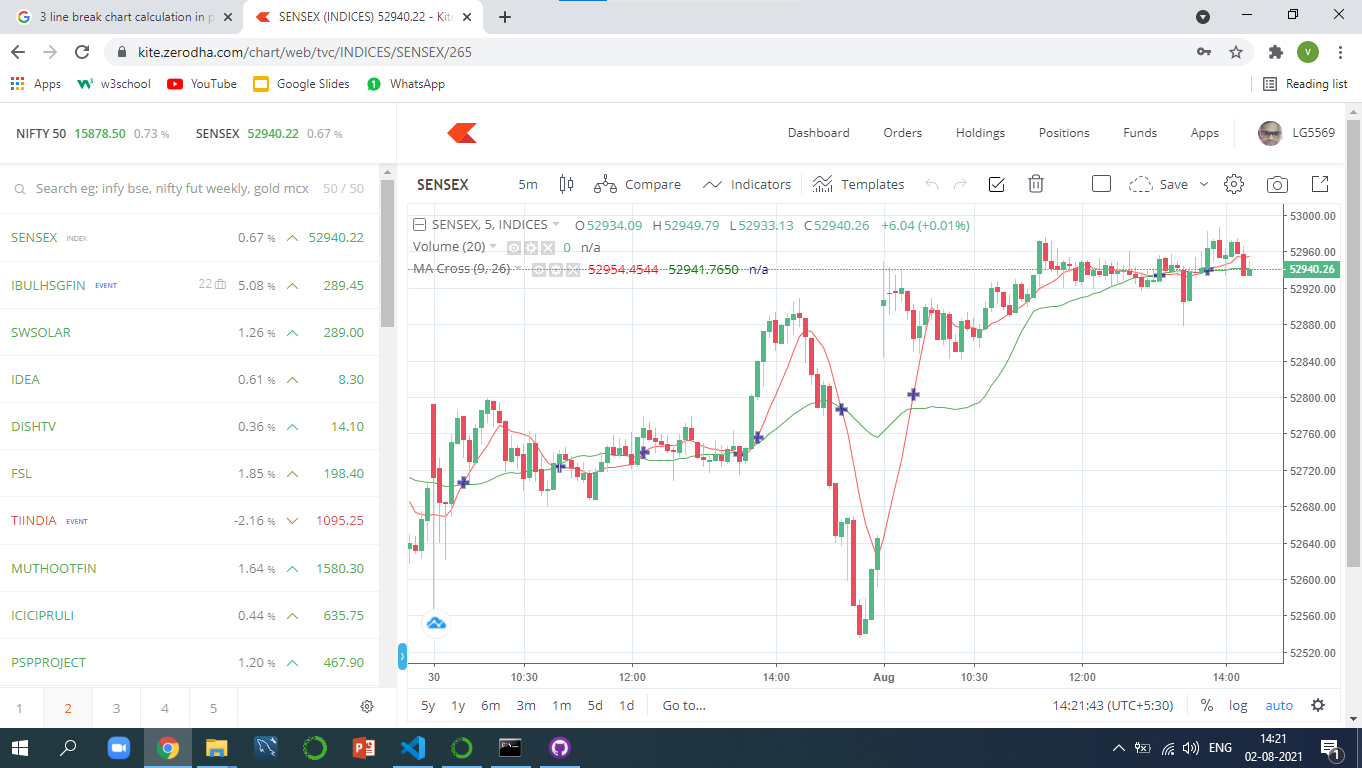 3 line break chart calculation in p
SENSEX (INDICES) 52940.22 - Kite
kite.zerodha.com/chart/web/tvc/INDICES/SENSEX/265
Apps w3school YouTube Google Slides WhatsApp Reading list
NIFTY 50 15878.50 0.73 % SENSEX 52940.22 0.67 %
Dashboard Orders Holdings Positions Funds Apps LG5569
Search eg: infy bse, nifty fut weekly, gold mcx 50 / 50
SENSEX INDEX 0.67 % 52940.22
IBULHSGFIN EVENT 22 5.08 % 289.45
SWSOLAR 1.26 % 289.00
IDEA 0.61 % 8.30
DISHTV 0.36 % 14.10
FSL 1.85 % 198.40
TIINDIA EVENT -2.16 % 1095.25
MUTHOOTFIN 1.64 % 1580.30
ICICIPRULI 0.44 % 635.75
PSPPROJECT 1.20 % 467.90
1 2 3 4 5
SENSEX 5m Compare Indicators Templates Save
SENSEX, 5, INDICES O52934.09 H52949.79 L52933.13 C52940.26 +6.04 (+0.01%)
Volume (20) 0 n/a
MA Cross (9, 26) 52954.4544 52941.7650 n/a
53000.00
52960.00
52940.26
52920.00
52880.00
52840.00
52800.00
52760.00
52720.00
52680.00
52640.00
52600.00
52560.00
52520.00
30 10:30 12:00 14:00 Aug 10:30 12:00 14:00
5y 1y 6m 3m 1m 5d 1d Go to... 14:21:43 (UTC+5:30) % log auto
ENG
14:21
02-08-2021
1
V